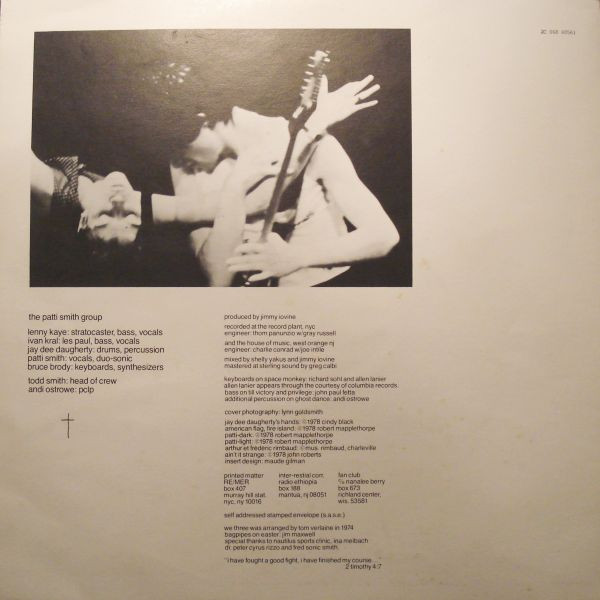 2C 068 60561
the patti smith group
lenny kaye: stratocaster, bass, vocals
ivan kral: les paul, bass, vocals
jay dee daugherty: drums, percussion
patti smith: vocals, duo-sonic
bruce brody: keyboards, synthesizers
todd smith: head of crew
andi ostrowe: pclp
produced by jimmy iovine
recorded at the record plant, nyc
engineer: thom panunzio w/gray russell
and the house of music, west orange nj
engineer: charlie conrad w/joe intile
mixed by shelly yakus and jimmy iovine
mastered at sterling sound by greg calbi
keyboards on space monkey: richard sohl and allen lanier
allen lanier appears through the courtesy of columbia records.
bass on till victory and privilege: john paul fetta
additional percussion on ghost dance: andi ostrowe
cover photography: lynn goldsmith
jay dee daugherty's hands: ©1978 cindy black
american flag, fire island: ©1978 robert mapplethorpe
patti-dark: ©1978 robert mapplethorpe
patti-light: ©1978 robert mapplethorpe
arthur et frédéric rimbaud: ©mus. rimbaud, charleville
ain't it strange: ©1978 john roberts
insert design: maude gilman
printed matter
RE/MER
box 407
murray hill stat.
nyc, ny 10016
inter-restial corr.
radio ethiopia
box 188
mantua, nj 08051
fan club
c/o nanalee berry
box 673
richland center,
wis. 53581
self addressed stamped envelope (s.a.s.e.)
we three was arranged by tom verlaine in 1974
bagpipes on easter: jim maxwell
special thanks to nautilus sports clinic, ina meibach
dr. peter cyrus rizzo and fred sonic smith.
"i have fought a good fight, i have finished my course. . ."
2 timothy 4:7